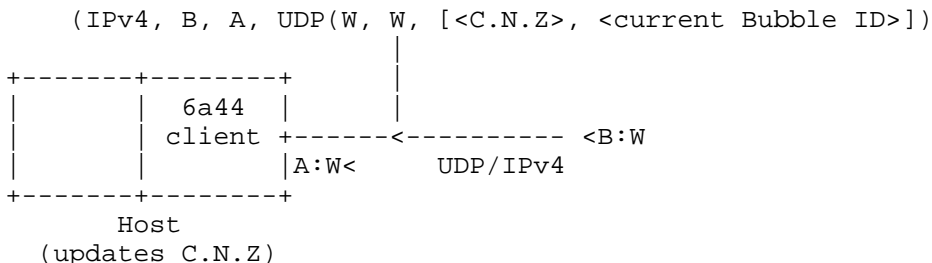 (IPv4, B, A, UDP(W, W, [<C.N.Z>, <current Bubble ID>])
|
+-------+--------+ |
| | 6a44 | |
| | client +------<---------- <B:W
| | |A:W< UDP/IPv4
+-------+--------+
Host
(updates C.N.Z)